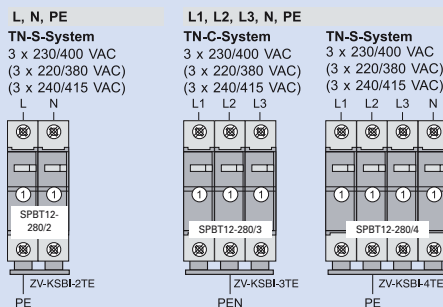 L, N, PE
TN-S-System
3 x 230/400 VAC
(3 x 220/380 VAC)
(3 x 240/415 VAC)
L N
1 1
SPBT12-
280/2
ZV-KSBI-2TE
PE
L1, L2, L3, N, PE
TN-C-System
3 x 230/400 VAC
(3 x 220/380 VAC)
(3 x 240/415 VAC)
L1 L2 L3
1 1 1
SPBT12-280/3
ZV-KSBI-3TE
PEN
TN-S-System
3 x 230/400 VAC
(3 x 220/380 VAC)
(3 x 240/415 VAC)
L1 L2 L3 N
1 1 1 1
SPBT12-280/4
ZV-KSBI-4TE
PE